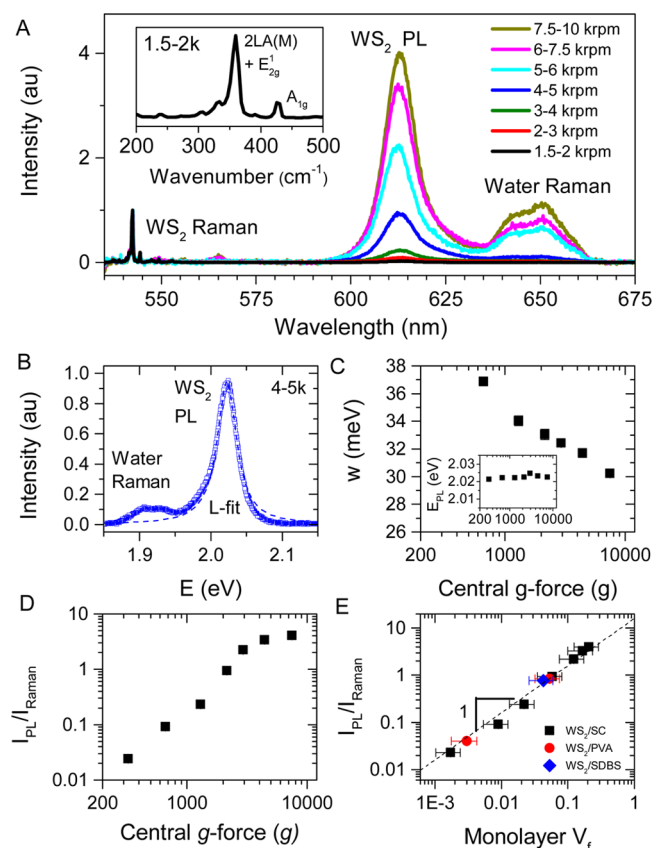 A
1.5-2k
2LA(M)
+ E¹2g
A1g
200 300 400 500
Wavenumber (cm⁻¹)
WS2 PL
7.5-10 krpm
6-7.5 krpm
5-6 krpm
4-5 krpm
3-4 krpm
2-3 krpm
1.5-2 krpm
WS2 Raman
Water Raman
Intensity (au)
4
2
0
550 575 600 625 650 675
Wavelength (nm)
B
WS2
PL
4-5k
Water
Raman
L-fit
Intensity (au)
1.0
0.8
0.6
0.4
0.2
0.0
1.9 2.0 2.1
E (eV)
C
w (meV)
38
36
34
32
30
28
26
EPL (eV)
2.03
2.02
2.01
200 1000 10000
200 1000 10000
Central g-force (g)
D
IPL/IRaman
10
1
0.1
0.01
200 1000 10000
Central g-force (g)
E
IPL/IRaman
10
1
0.1
0.01
1
WS2/SC
WS2/PVA
WS2/SDBS
1E-3 0.01 0.1 1
Monolayer Vf